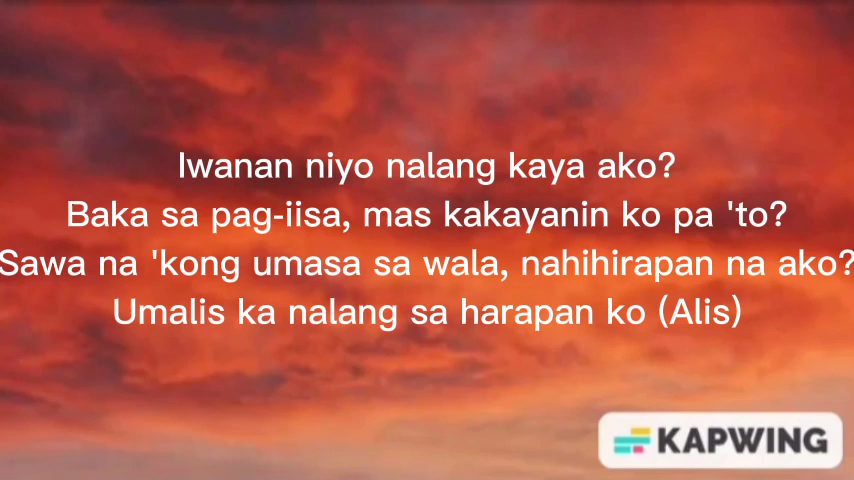 Iwanan niyo nalang kaya ako?
Baka sa pag-iisa, mas kakayanin ko pa 'to?
Sawa na 'kong umasa sa wala, nahihirapan na ako?
Umalis ka nalang sa harapan ko (Alis)
KAPWING